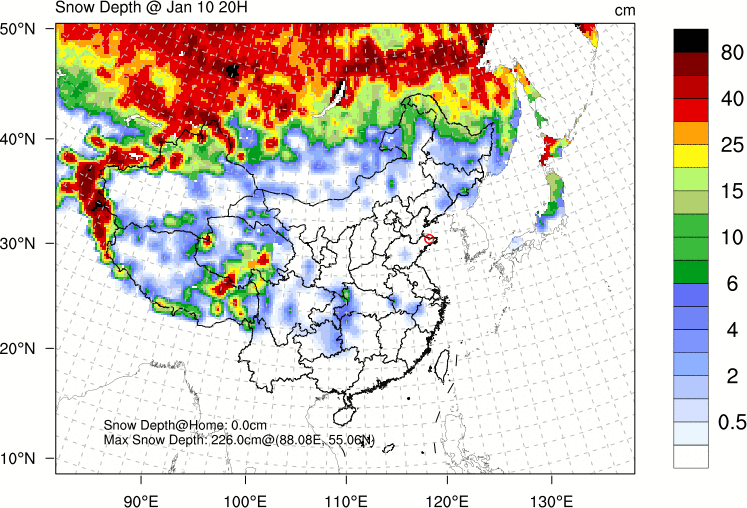 Snow Depth @ Jan 10 20H
cm
50°N
40°N
30°N
20°N
10°N
90°E
100°E
110°E
120°E
130°E
Snow Depth@Home: 0.0cm
Max Snow Depth: 226.0cm@(88.08E, 55.06N)
80
40
25
15
10
6
4
2
0.5